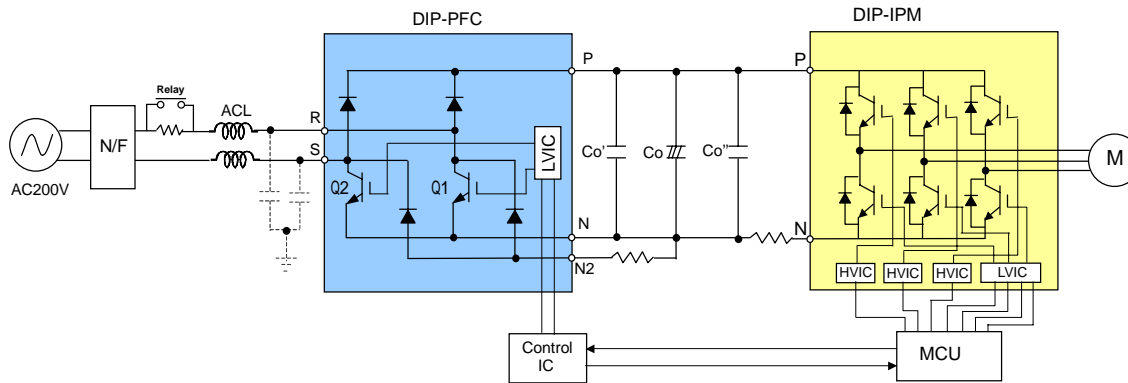 DIP-PFC
DIP-IPM
P
P
Relay
ACL
R
N/F
S
LVIC
Co'
Co
Co"
M
AC200V
Q2
Q1
N
N
N2
HVIC
HVIC
HVIC
LVIC
Control
IC
MCU